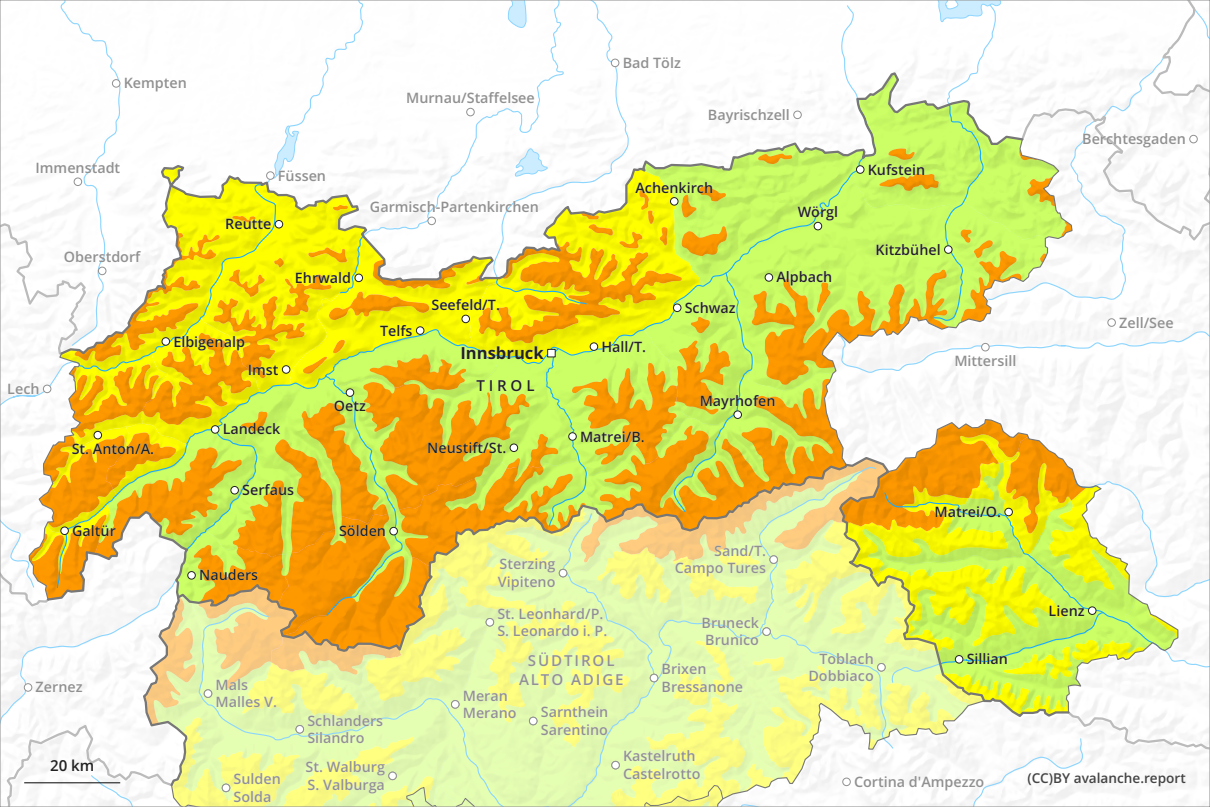 Bad Tölz
Kempten
Murnau/Staffelsee
Bayrischzell
Berchtesgaden
Immenstadt
Füssen
Kufstein
Achenkirch
Garmisch-Partenkirchen
Wörgl
Reutte
Kitzbühel
Oberstdorf
Ehrwald
Alpbach
Seefeld/T.
Schwaz
Telfs
Zell/See
Elbigenalp
Innsbruck
Hall/T.
Mittersill
Imst
TIROL
Lech
Oetz
Mayrhofen
Landeck
Matrei/B.
St. Anton/A.
Neustift/St.
Serfaus
Matrei/O.
Galtür
Sölden
Sand/T.
Campo Tures
Sterzing
Vipiteno
Nauders
Lienz
St. Leonhard/P.
S. Leonardo i. P.
Bruneck
Brunico
SÜDTIROL
ALTO ADIGE
Toblach
Dobbiaco
Sillian
Brixen
Bressanone
Zernez
Mals
Malles V.
Meran
Merano
Sarnthein
Sarentino
Schlanders
Silandro
Kastelruth
Castelrotto
20 km
St. Walburg
S. Valburga
Sulden
Solda
Cortina d'Ampezzo
(CC)BY avalanche.report